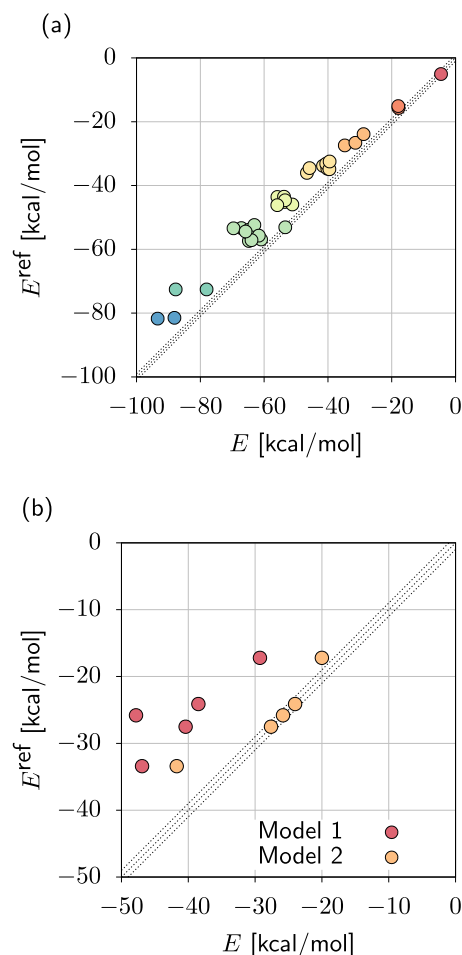 (a)
0
−20
−40
−60
−80
−100
E^ref [kcal/mol]
−100 −80 −60 −40 −20 0
E [kcal/mol]
(b)
0
−10
−20
−30
−40
−50
E^ref [kcal/mol]
Model 1
Model 2
−50 −40 −30 −20 −10 0
E [kcal/mol]